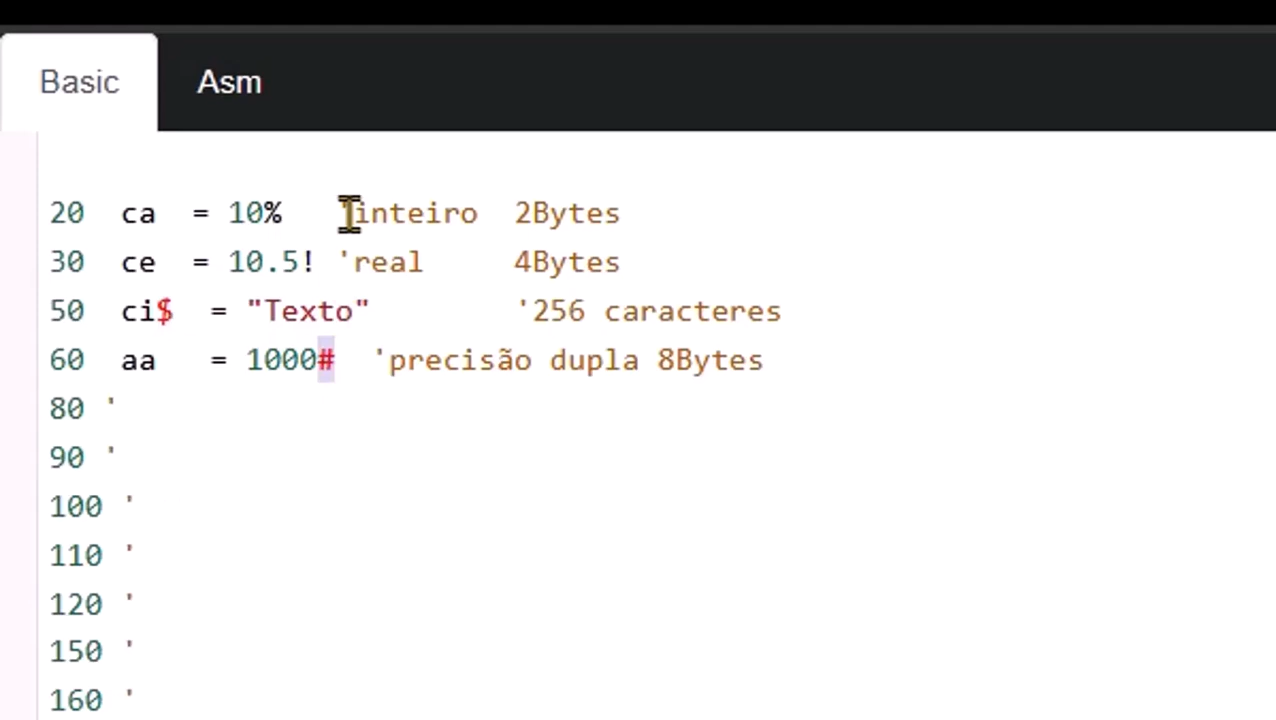 Basic Asm
20 ca = 10% 'inteiro 2Bytes
30 ce = 10.5! 'real 4Bytes
50 ci$ = "Texto" '256 caracteres
60 aa = 1000# 'precisão dupla 8Bytes
80 '
90 '
100 '
110 '
120 '
150 '
160 '